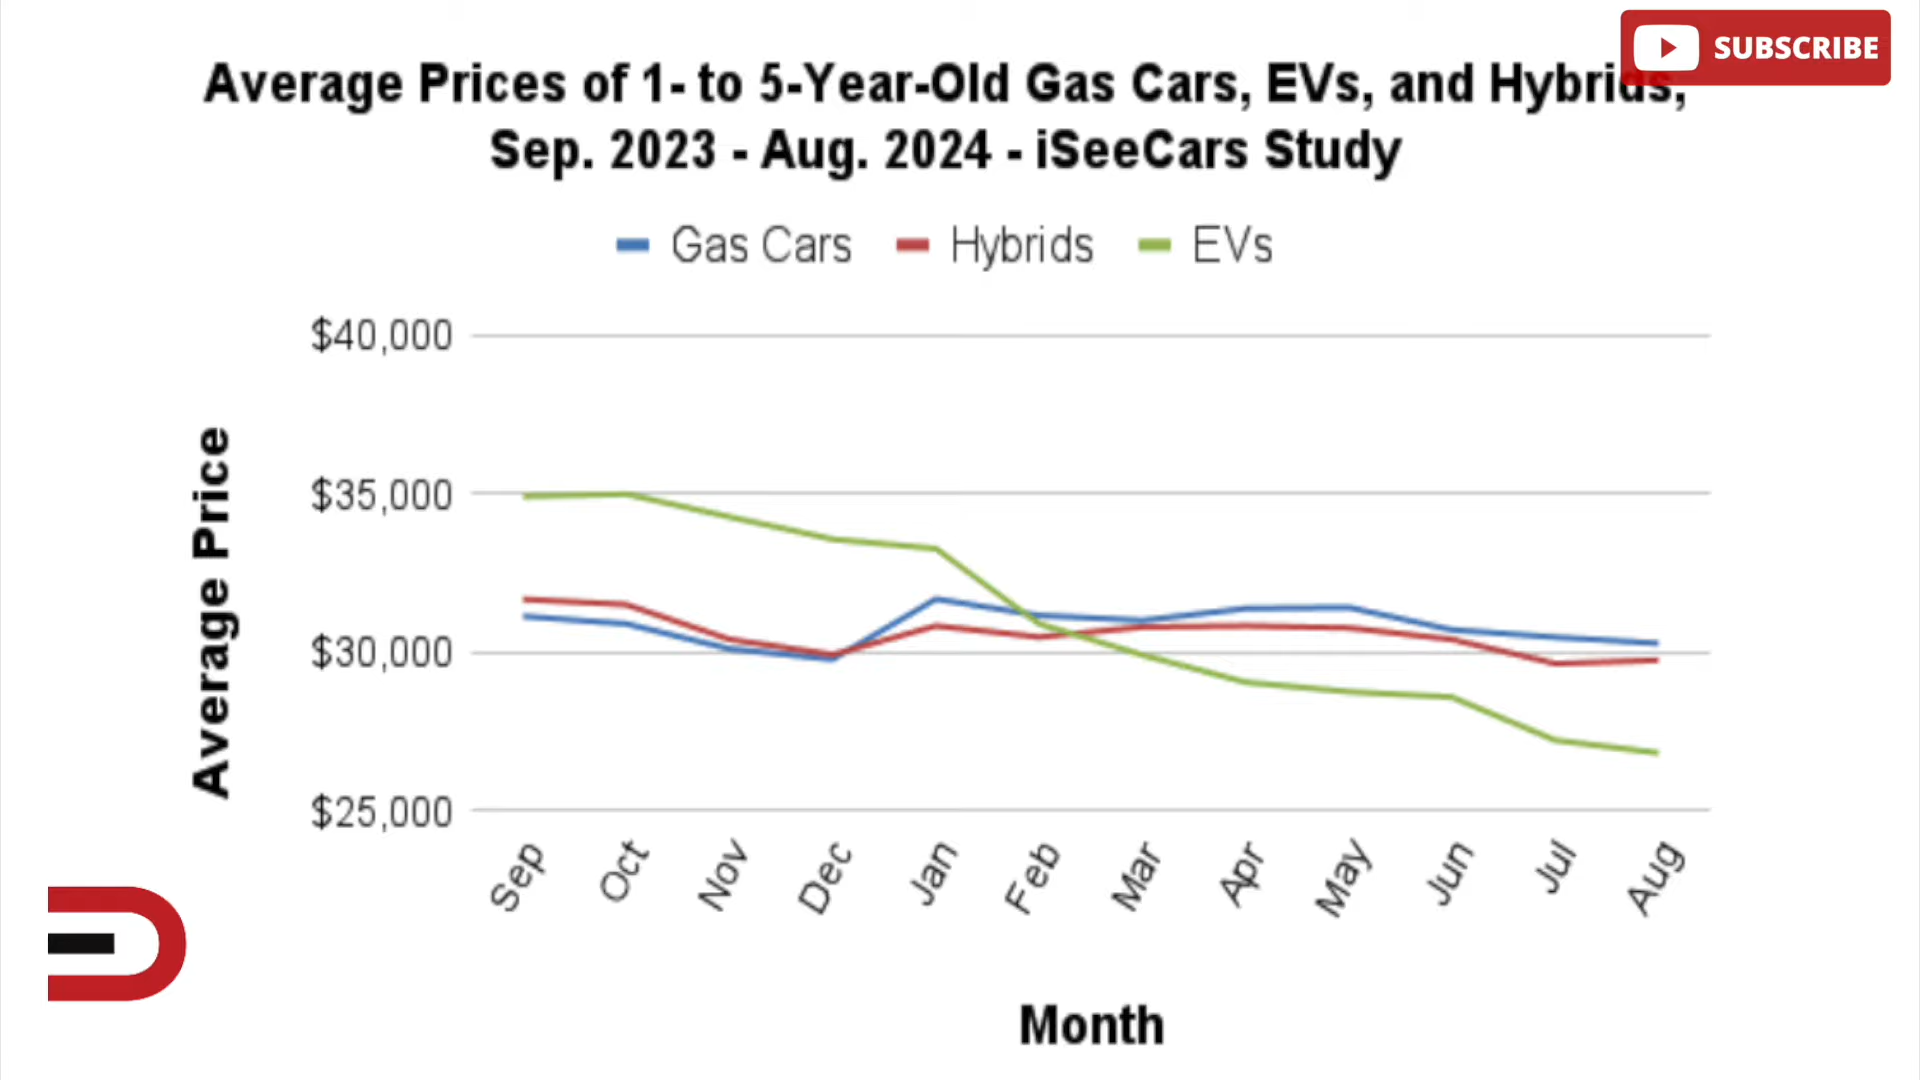 SUBSCRIBE
Average Prices of 1- to 5-Year-Old Gas Cars, EVs, and Hybrids,
Sep. 2023 - Aug. 2024 - iSeeCars Study
Gas Cars Hybrids EVs
$40,000
$35,000
$30,000
$25,000
Average Price
Sep Oct Nov Dec Jan Feb Mar Apr May Jun Jul Aug
Month